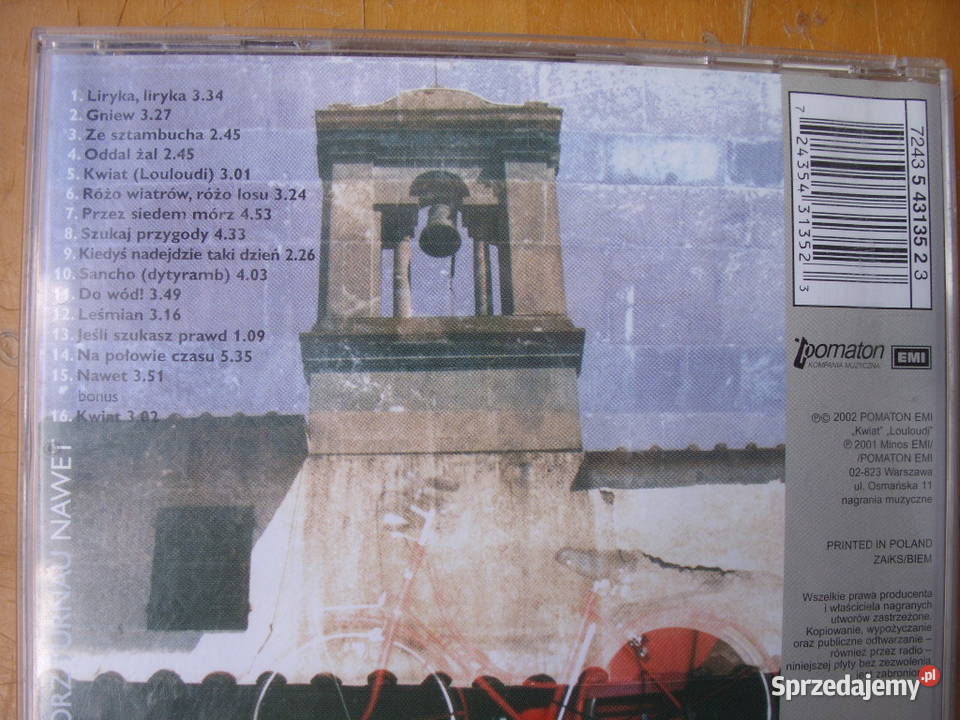 1. Liryka, liryka 3.34
2. Gniew 3.27
3. Ze sztambucha 2.45
4. Oddal żal 2.45
5. Kwiat (Louloudi) 3.01
6. Różo wiatrów, różo losu 3.24
7. Przez siedem mórz 4.53
8. Szukaj przygody 4.33
9. Kiedyś nadejdzie taki dzień 2.26
10. Sancho (dytyramb) 4.03
11. Do wód! 3.49
12. Leśmian 3.16
13. Jeśli szukasz prawd 1.09
14. Na połowie czasu 5.35
15. Nawet 3.51
bonus
16. Kwiat 3.02
TURNAU NAWET
7 24354 31352 3
7243 5 43135 2 3
pomaton
KOMPANIA MUZYCZNA
EMI
℗© 2002 POMATON EMI
„Kwiat” „Louloudi”
℗ 2001 Minos EMI/
/POMATON EMI
02-823 Warszawa
ul. Osmańska 11
nagrania muzyczne
PRINTED IN POLAND
ZAiKS/BIEM
Wszelkie prawa producenta
i właściciela nagranych
utworów zastrzeżone.
Kopiowanie, wypożyczanie
oraz publiczne odtwarzanie –
również przez radio –
niniejszej płyty bez zezwolenia
Sprzedajemy.pl